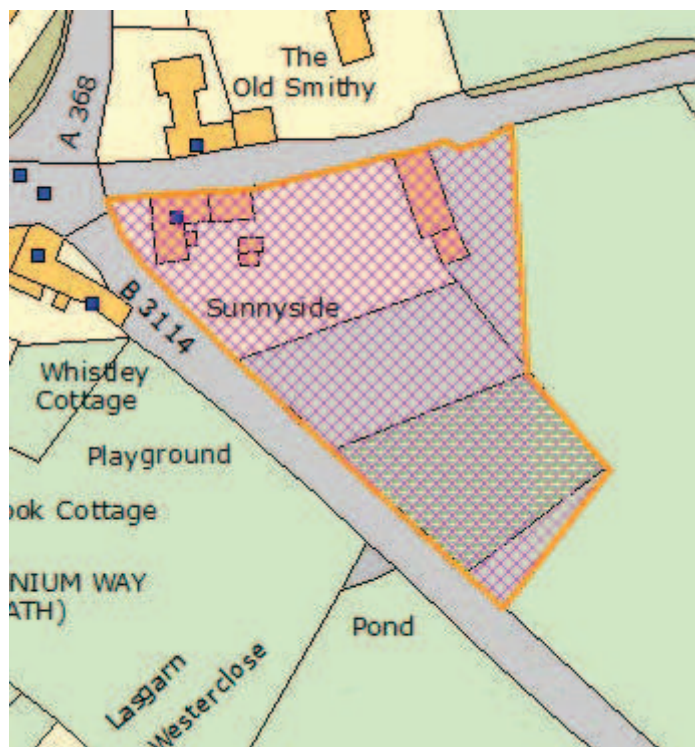 The
Old Smithy
A 368
Sunnyside
B 3114
Whistley
Cottage
Playground
ook Cottage
NIUM WAY
ATH)
Pond
Lasgarn
Westerclose